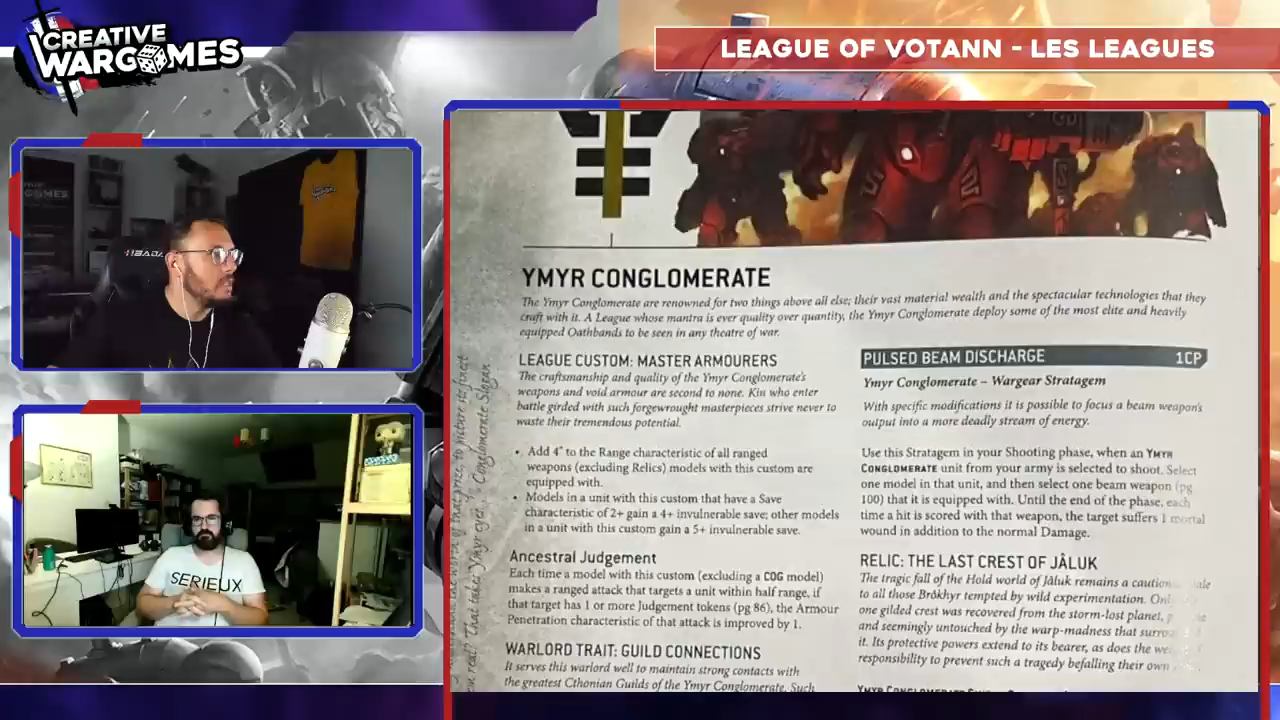 CREATIVE
WARGAMES
LEAGUE OF VOTANN - LES LEAGUES
GAMES
SERIEUX
YMYR CONGLOMERATE
The Ymyr Conglomerate are renowned for two things above all else; their vast material wealth and the spectacular technologies that they
craft with it. A League whose mantra is ever quality over quantity, the Ymyr Conglomerate deploy some of the most elite and heavily
equipped Oathbands to be seen in any theatre of war.
LEAGUE CUSTOM: MASTER ARMOURERS
The craftsmanship and quality of the Ymyr Conglomerate's
weapons and void armour are second to none. Kin who enter
battle girded with such forgewrought masterpieces strive never to
waste their tremendous potential.
• Add 4" to the Range characteristic of all ranged
weapons (excluding Relics) models with this custom are
equipped with.
• Models in a unit with this custom that have a Save
characteristic of 2+ gain a 4+ invulnerable save; other models
in a unit with this custom gain a 5+ invulnerable save.
Ancestral Judgement
Each time a model with this custom (excluding a COG model)
makes a ranged attack that targets a unit within half range, if
that target has 1 or more Judgement tokens (pg 86), the Armour
Penetration characteristic of that attack is improved by 1.
WARLORD TRAIT: GUILD CONNECTIONS
It serves this warlord well to maintain strong contacts with
the greatest Cthonian Guilds of the Ymyr Conglomerate. Such
PULSED BEAM DISCHARGE 1CP
Ymyr Conglomerate – Wargear Stratagem
With specific modifications it is possible to focus a beam weapon's
output into a more deadly stream of energy.
Use this Stratagem in your Shooting phase, when an YMYR
CONGLOMERATE unit from your army is selected to shoot. Select
one model in that unit, and then select one beam weapon (pg
100) that it is equipped with. Until the end of the phase, each
time a hit is scored with that weapon, the target suffers 1 mortal
wound in addition to the normal Damage.
RELIC: THE LAST CREST OF JÂLUK
The tragic fall of the Hold world of Jâluk remains a
to all those Brôkhyr tempted by wild experimentation.
one gilded crest was recovered from the storm-lost planet,
and seemingly untouched by the warp-madness that
it. Its protective powers extend to its bearer, as does the
responsibility to prevent such a tragedy befalling their own